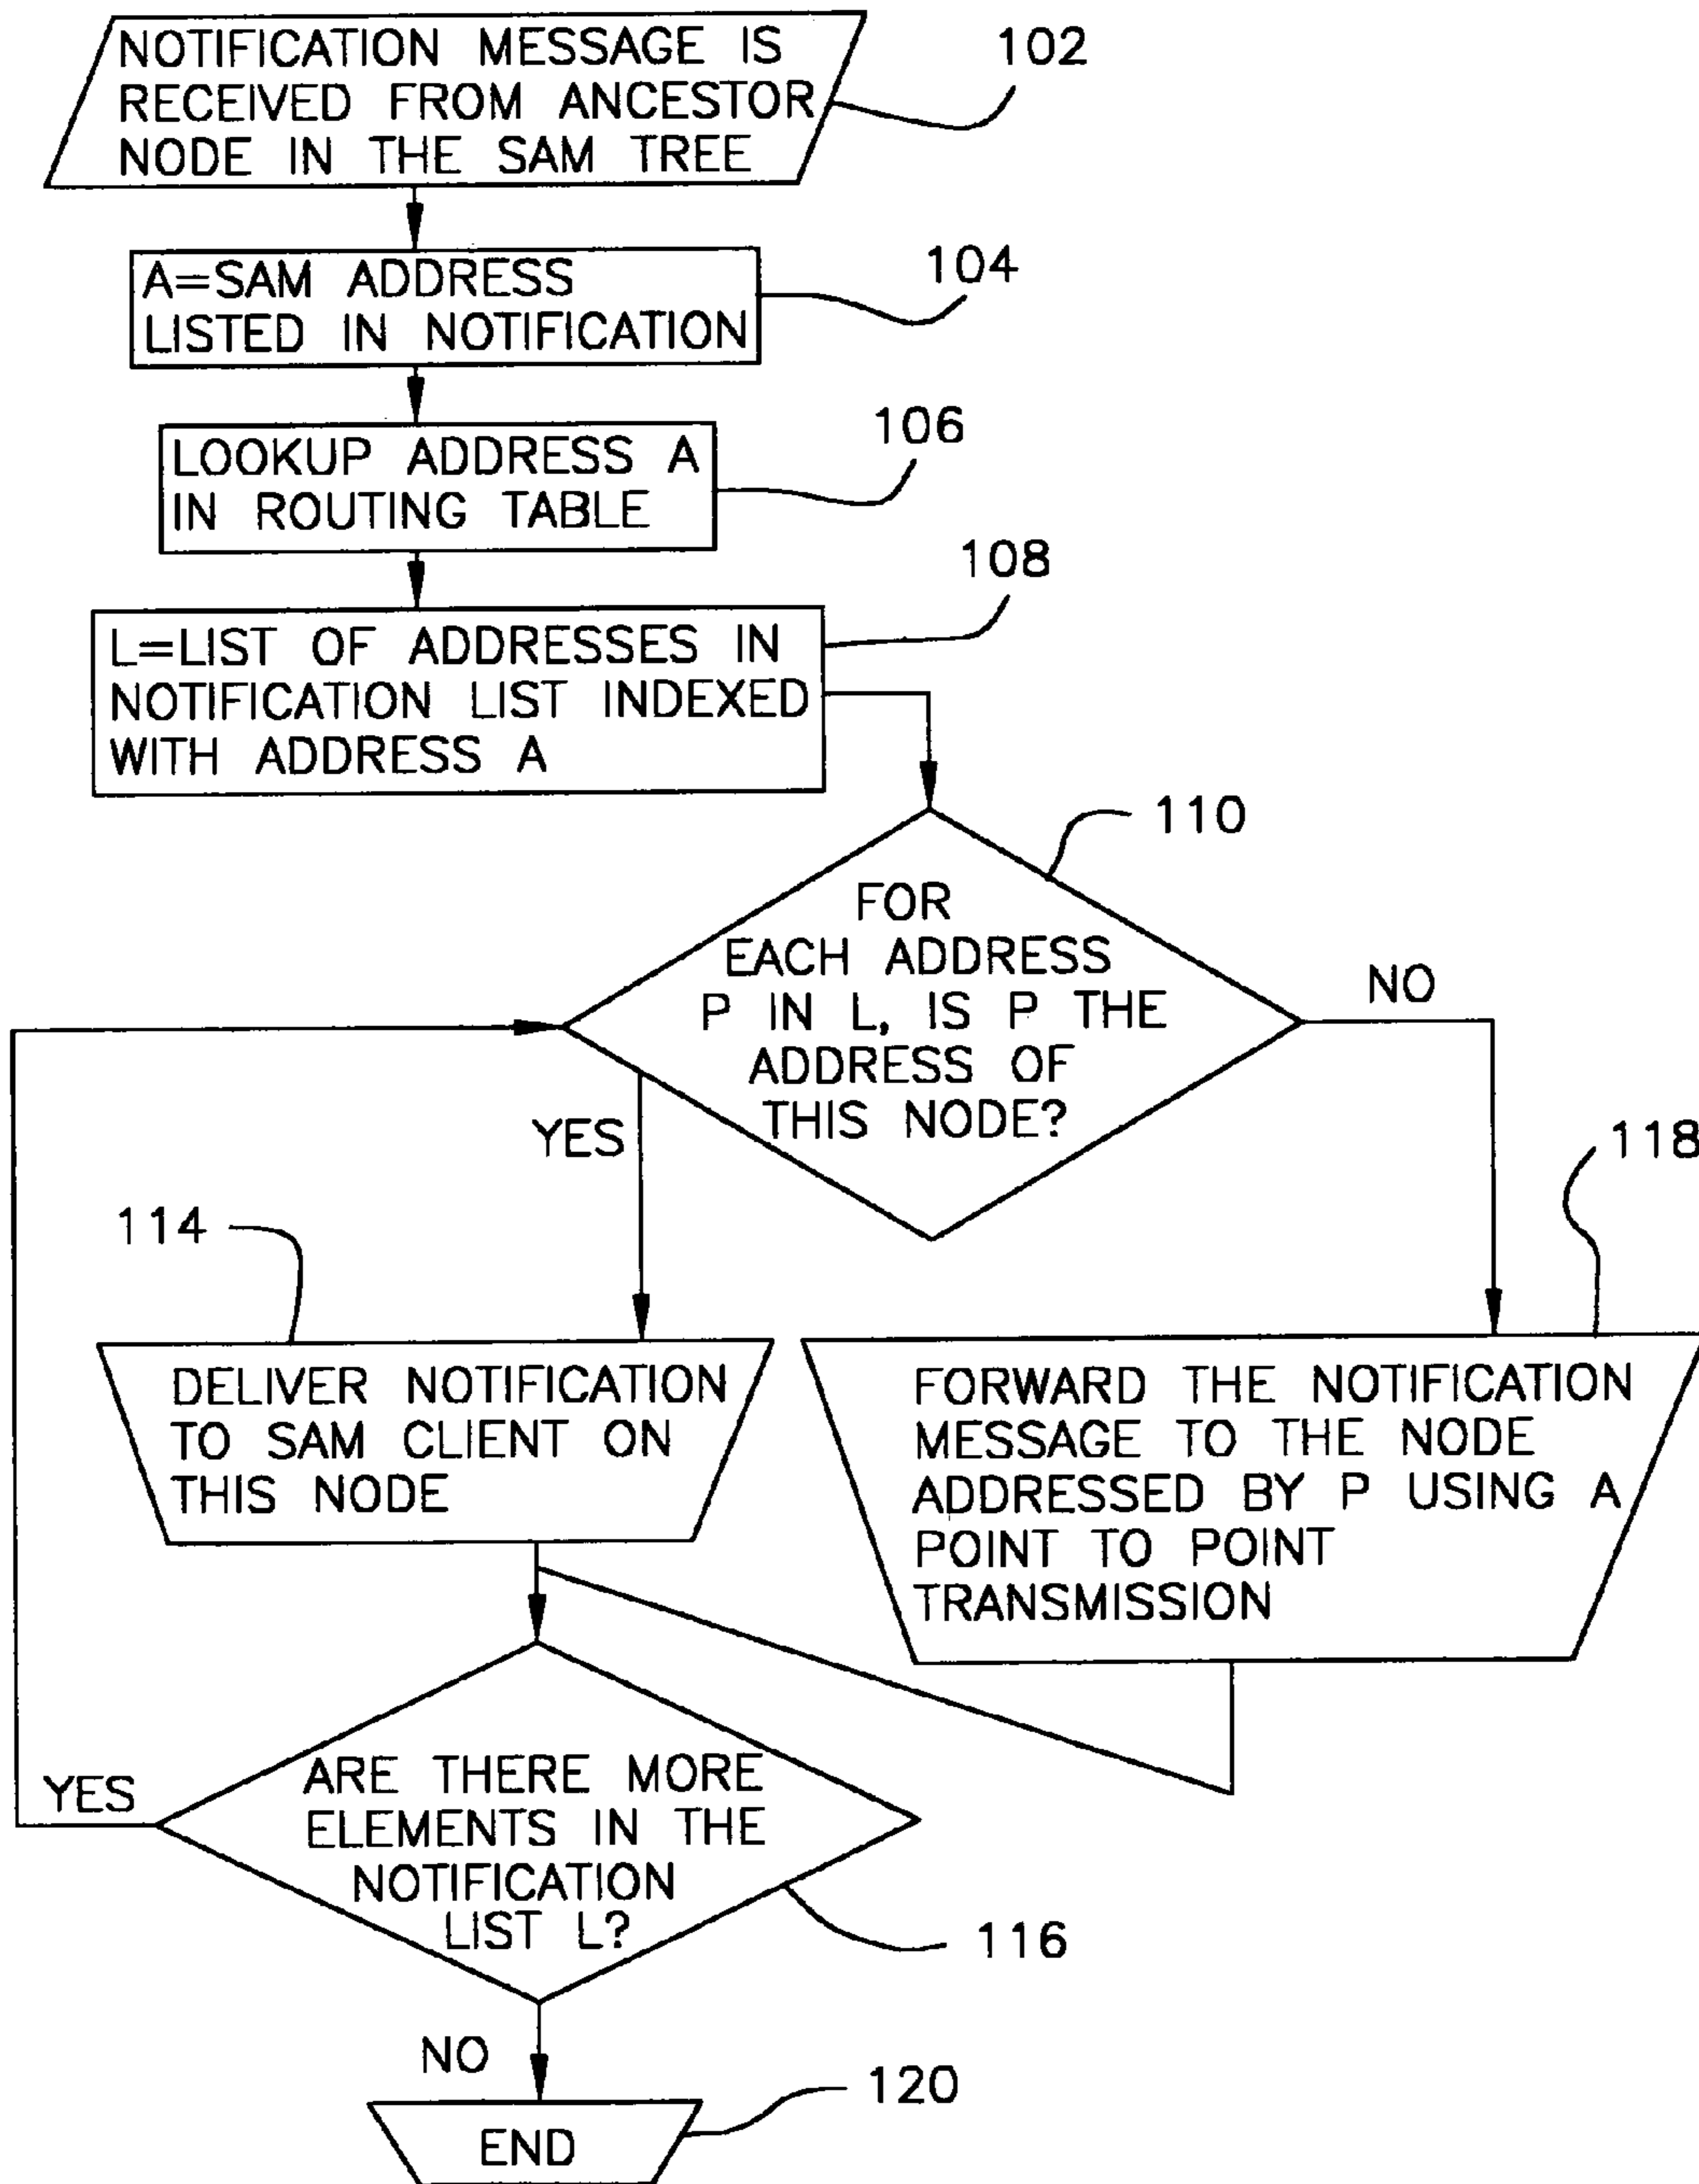 NOTIFICATION MESSAGE IS
RECEIVED FROM ANCESTOR
NODE IN THE SAM TREE
102
A=SAM ADDRESS
LISTED IN NOTIFICATION
104
LOOKUP ADDRESS A
IN ROUTING TABLE
106
108
L=LIST OF ADDRESSES IN
NOTIFICATION LIST INDEXED
WITH ADDRESS A
110
FOR
EACH ADDRESS
P IN L, IS P THE
ADDRESS OF
THIS NODE?
NO
YES
118
114
DELIVER NOTIFICATION
TO SAM CLIENT ON
THIS NODE
FORWARD THE NOTIFICATION
MESSAGE TO THE NODE
ADDRESSED BY P USING A
POINT TO POINT
TRANSMISSION
YES
ARE THERE MORE
ELEMENTS IN THE
NOTIFICATION
LIST L?
116
NO
120
END